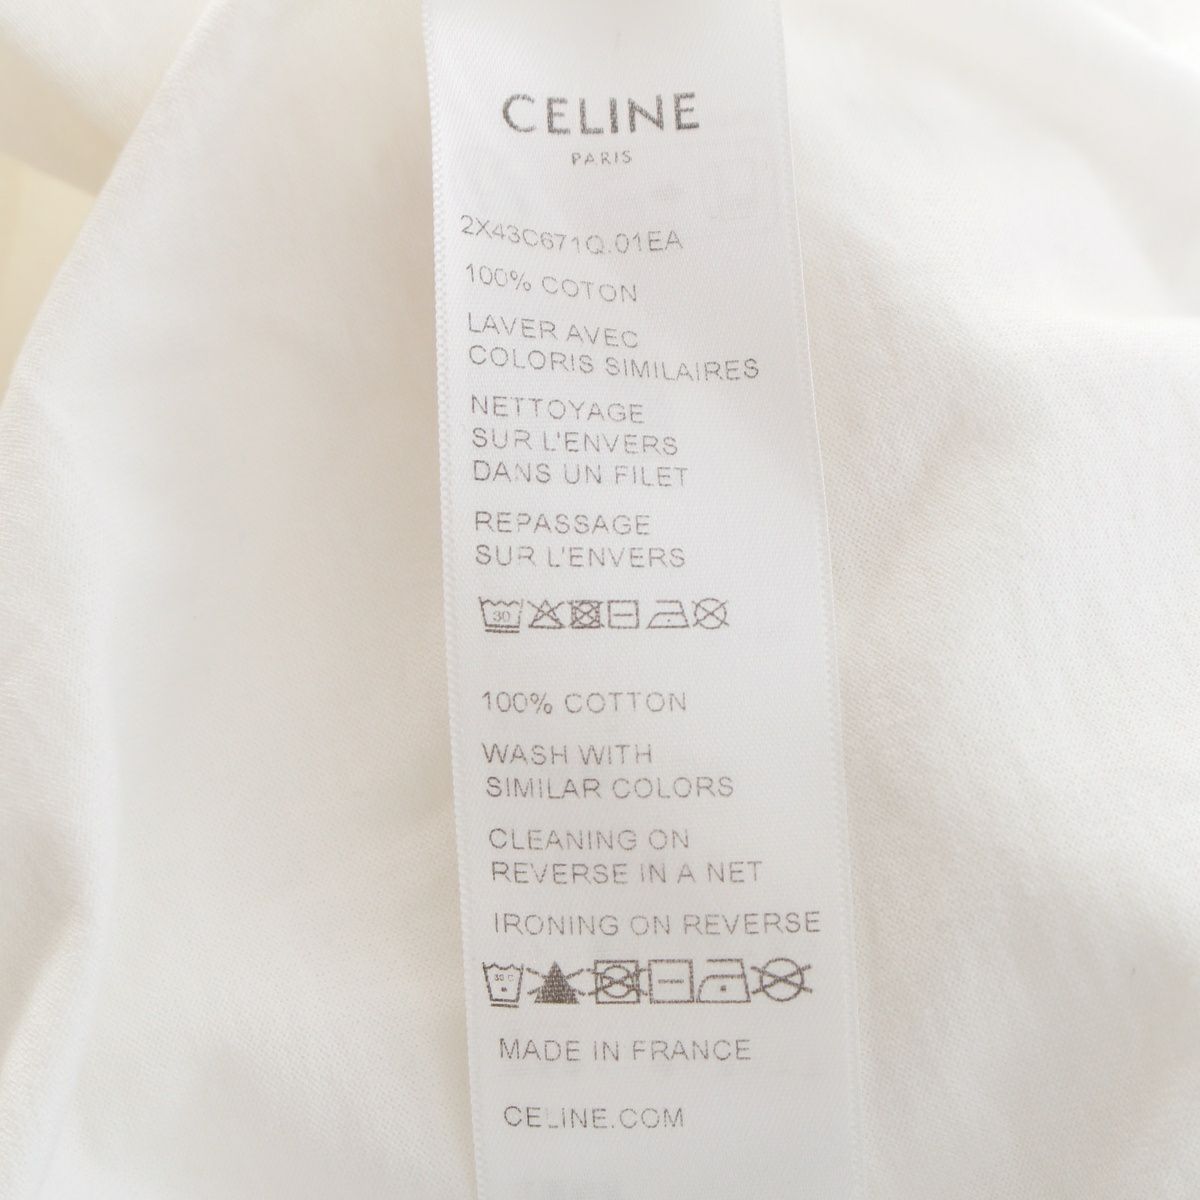 CELINE
PARIS
2X43C671Q.01EA
100% COTON
LAVER AVEC
COLORIS SIMILAIRES
NETTOYAGE
SUR L'ENVERS
DANS UN FILET
REPASSAGE
SUR L'ENVERS
30
100% COTTON
WASH WITH
SIMILAR COLORS
CLEANING ON
REVERSE IN A NET
IRONING ON REVERSE
30 C
MADE IN FRANCE
CELINE.COM